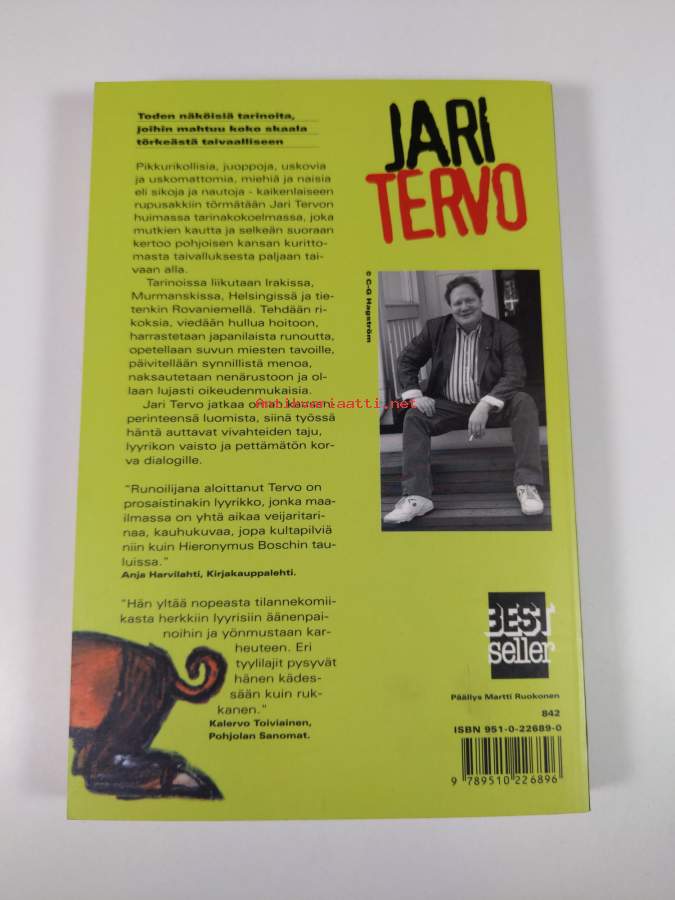 Toden näköisiä tarinoita,
joihin mahtuu koko skaala
törkeästä taivaalliseen
Pikkurikollisia, juoppoja, uskovia
ja uskomattomia, miehiä ja naisia
eli sikoja ja nautoja - kaikenlaiseen
rupusakkiin törmätään Jari Tervon
huimassa tarinakokoelmassa, joka
mutkien kautta ja selkeän suoraan
kertoo pohjoisen kansan kuritto-
masta taivalluksesta paljaan tai-
vaan alla.
Tarinoissa liikutaan Irakissa,
Murmanskissa, Helsingissä ja tie-
tenkin Rovaniemellä. Tehdään ri-
koksia, viedään hullua hoitoon,
harrastetaan japanilaista runoutta,
opetellaan suvun miesten tavoille,
päivitellään synnillistä menoa,
naksautetaan nenärustoon ja ol-
laan lujasti oikeudenmukaisia.
Jari Tervo jatkaa oman kansan-
perinteensä luomista, siinä työssä
häntä auttavat vivahteiden taju,
lyyrikon vaisto ja pettämätön kor-
va dialogille.
"Runoilijana aloittanut Tervo on
prosaistinakin lyyrikko, jonka maa-
ilmassa on yhtä aikaa veijaritari-
naa, kauhukuvaa, jopa kultapilviä
niin kuin Hieronymus Boschin tau-
luissa."
Anja Harvilahti, Kirjakauppalehti.
"Hän yltää nopeasta tilannekomii-
kasta herkkiin lyyrisiin äänenpai-
noihin ja yönmustaan kar-
heuteen. Eri
tyylilajit pysyvät
hänen kädes-
sään kuin ruk-
kanen."
Kalervo Toiviainen,
Pohjolan Sanomat.
JARI
TERVO
© C-G Hagström
Antikvariaatti.net
BEST
seller
Päällys Martti Ruokonen
842
ISBN 951-0-22689-0
9 789510 226896